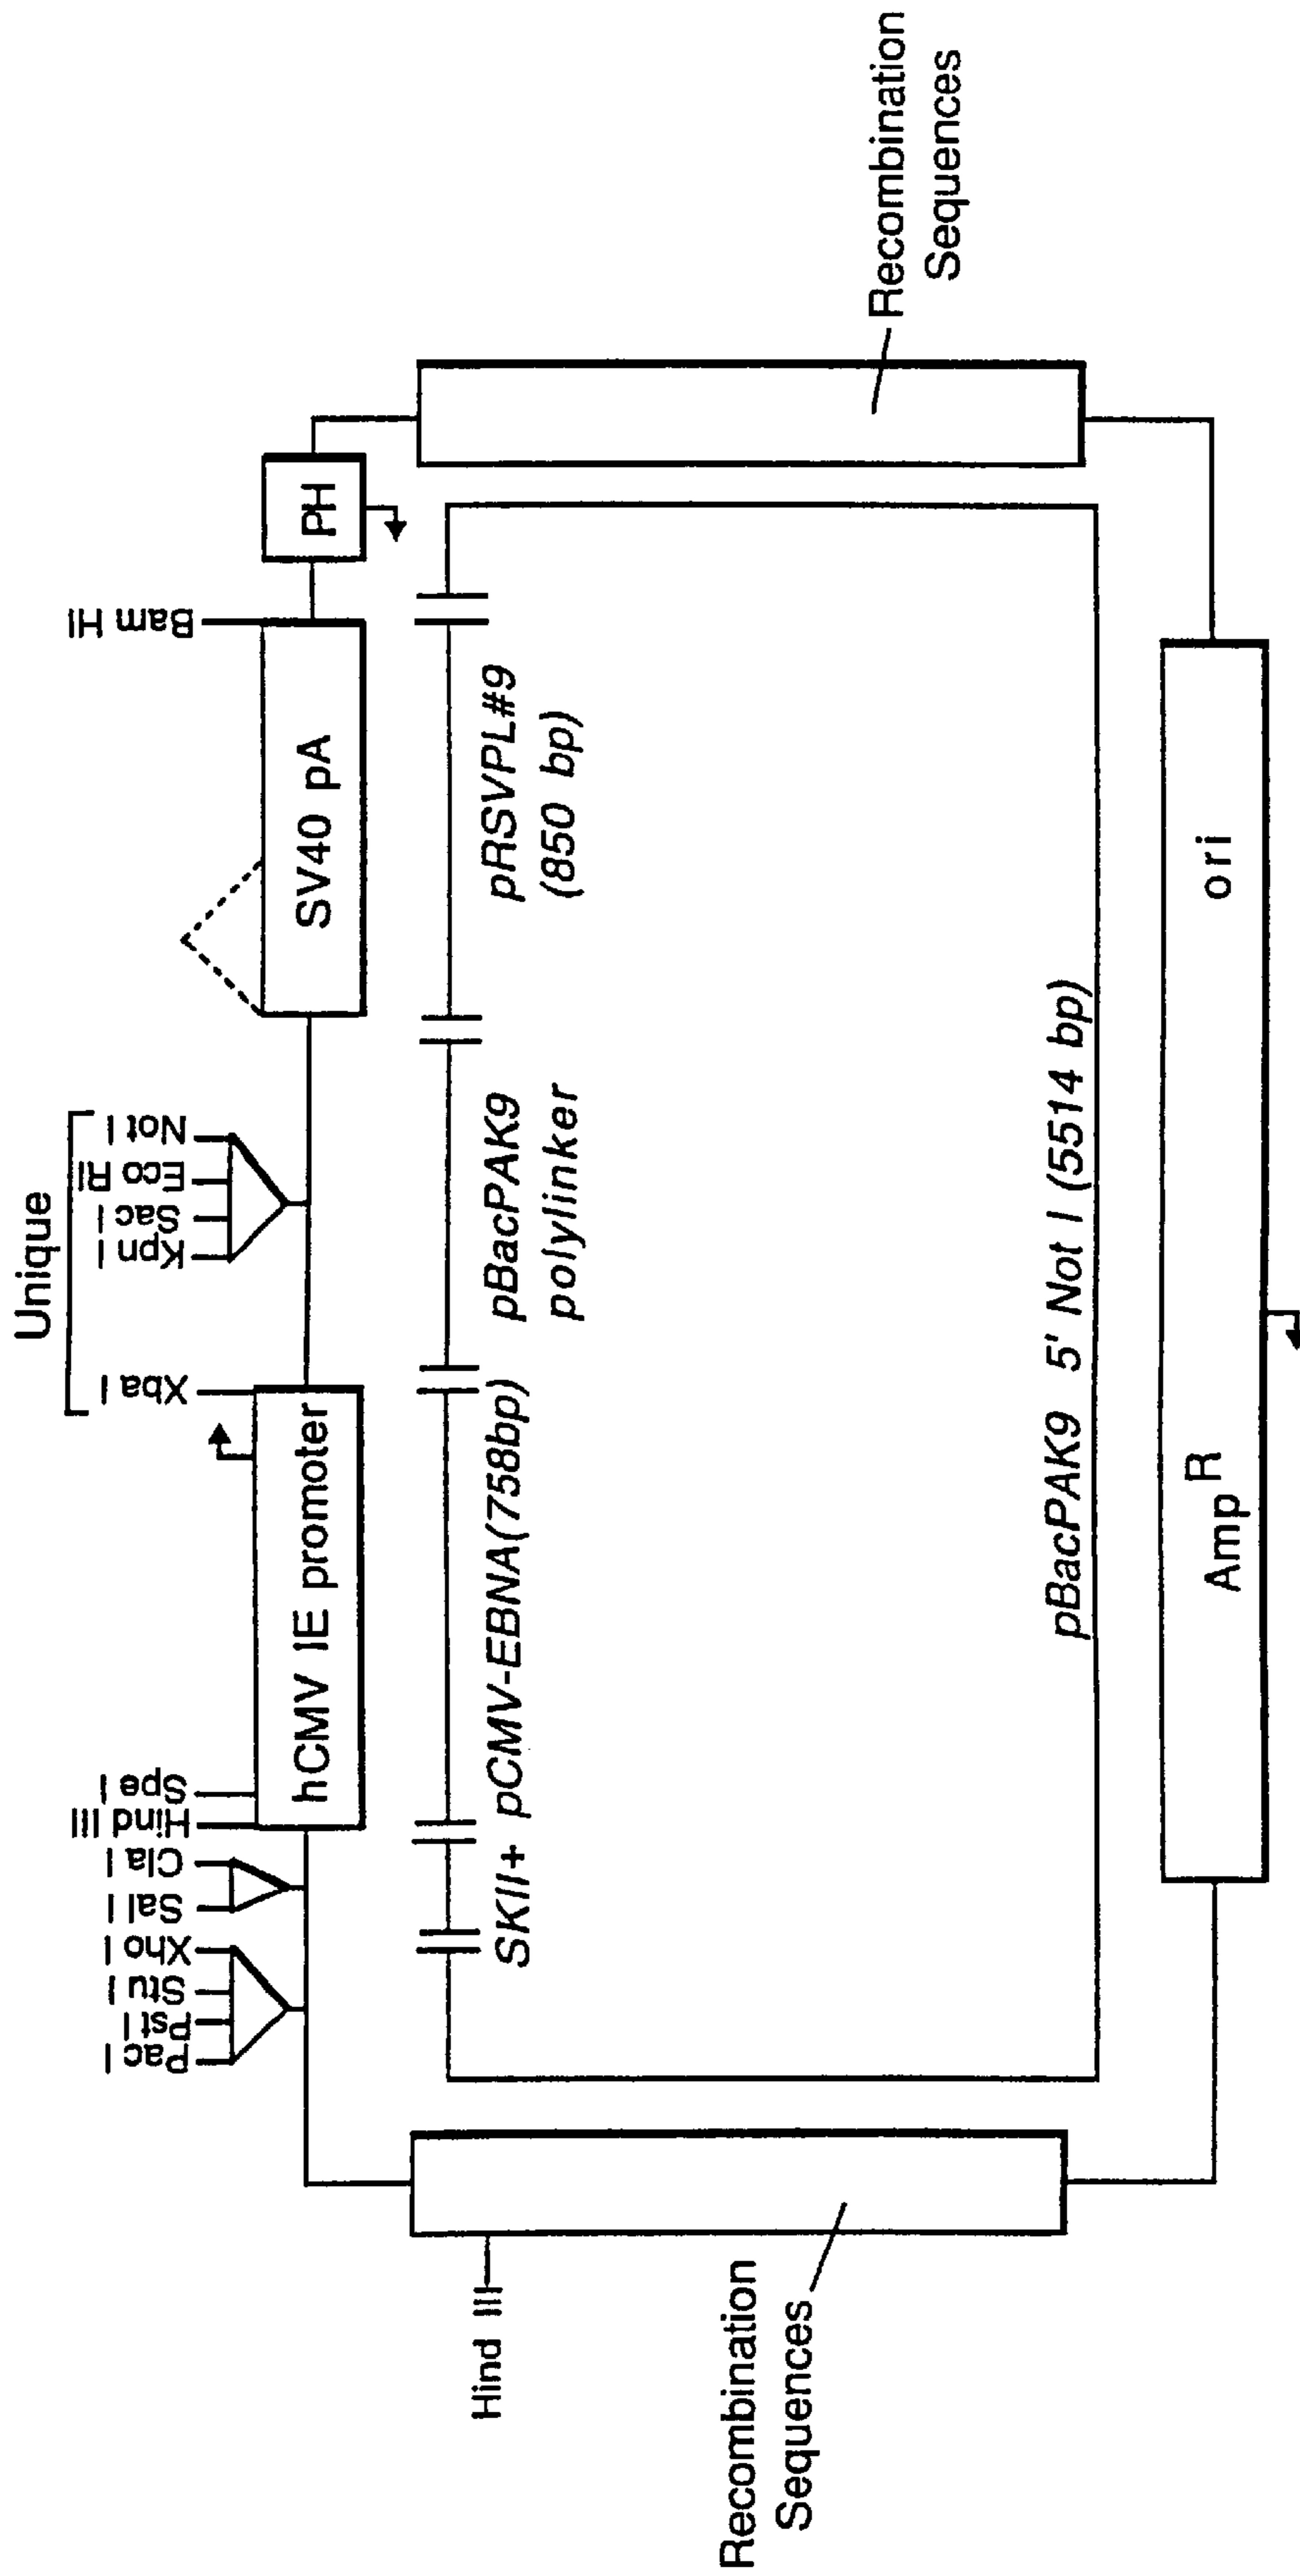 Unique
Pac I
Pst I
Stu I
Xho I
Sal I
Cla I
Hind III
Spe I
Xba I
Kpn I
Sac I
Eco RI
Not I
Bam HI
hCMV IE promoter
SV40 pA
PH
SKII+ pCMV-EBNA(758bp)
pBacPAK9
polylinker
pRSVPL#9
(850 bp)
Hind III
Recombination
Sequences
Recombination
Sequences
pBacPAK9 5' Not I (5514 bp)
Amp R
ori